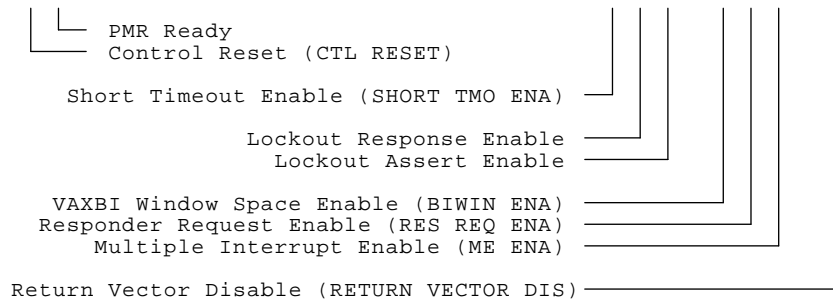 PMR Ready
Control Reset (CTL RESET)
Short Timeout Enable (SHORT TMO ENA)
Lockout Response Enable
Lockout Assert Enable
VAXBI Window Space Enable (BIWIN ENA)
Responder Request Enable (RES REQ ENA)
Multiple Interrupt Enable (ME ENA)
Return Vector Disable (RETURN VECTOR DIS)